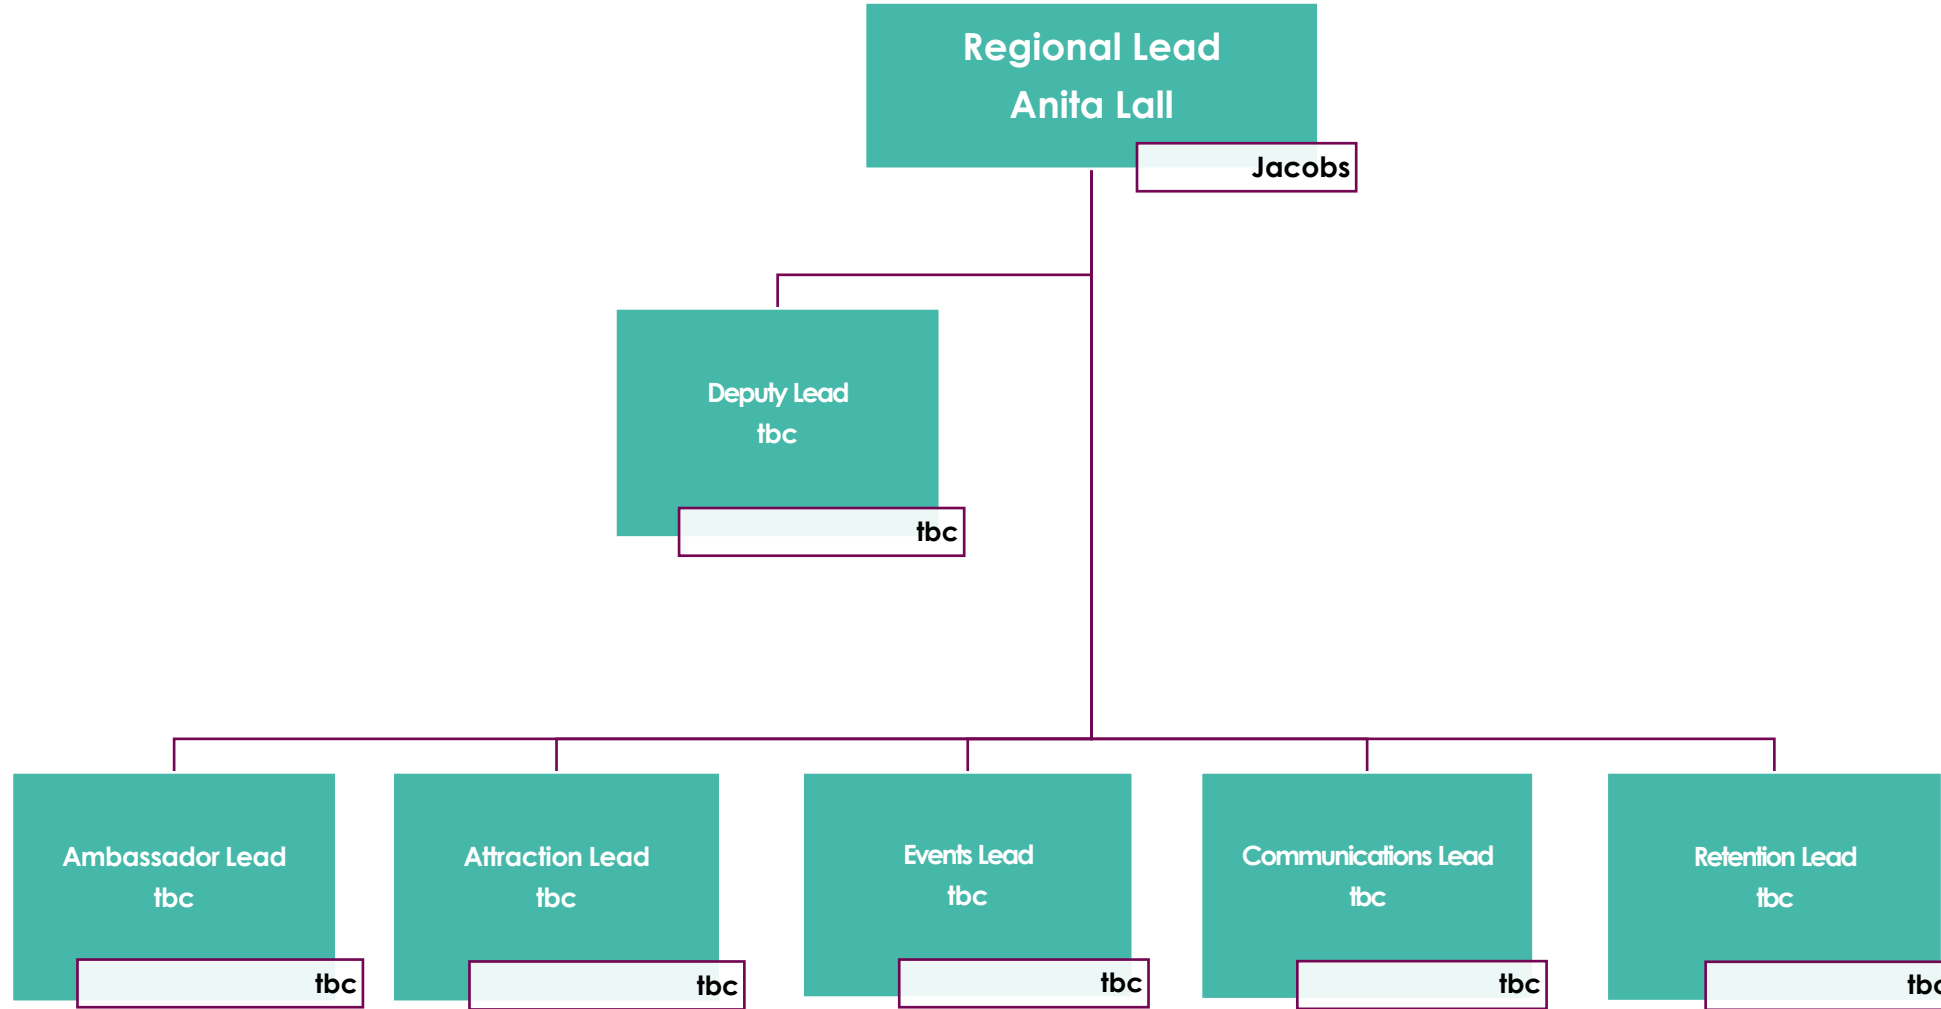 Regional Lead
Anita Lall
Jacobs
Deputy Lead
tbc
tbc
Ambassador Lead
tbc
tbc
Attraction Lead
tbc
tbc
Events Lead
tbc
tbc
Communications Lead
tbc
tbc
Retention Lead
tbc
tbc